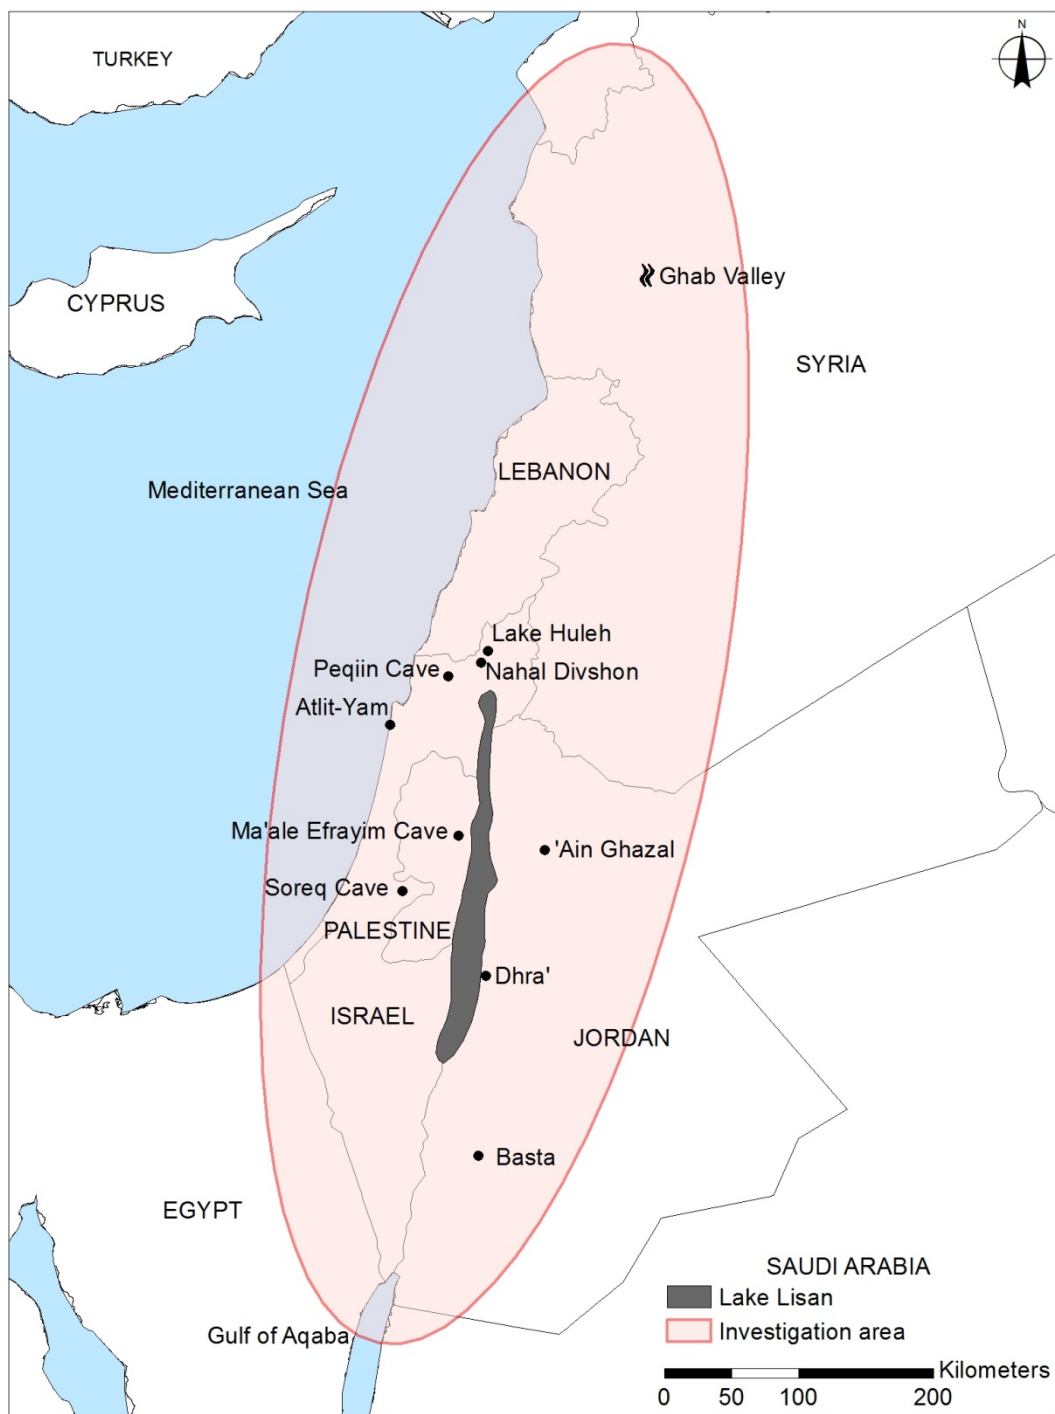 N
TURKEY
Ghab Valley
CYPRUS
SYRIA
LEBANON
Mediterranean Sea
Lake Huleh
Peqiin Cave
Nahal Divshon
Atlit-Yam
Ma'ale Efrayim Cave
'Ain Ghazal
Soreq Cave
PALESTINE
Dhra'
ISRAEL
JORDAN
Basta
EGYPT
SAUDI ARABIA
Lake Lisan
Gulf of Aqaba
Investigation area
Kilometers
0 50 100 200